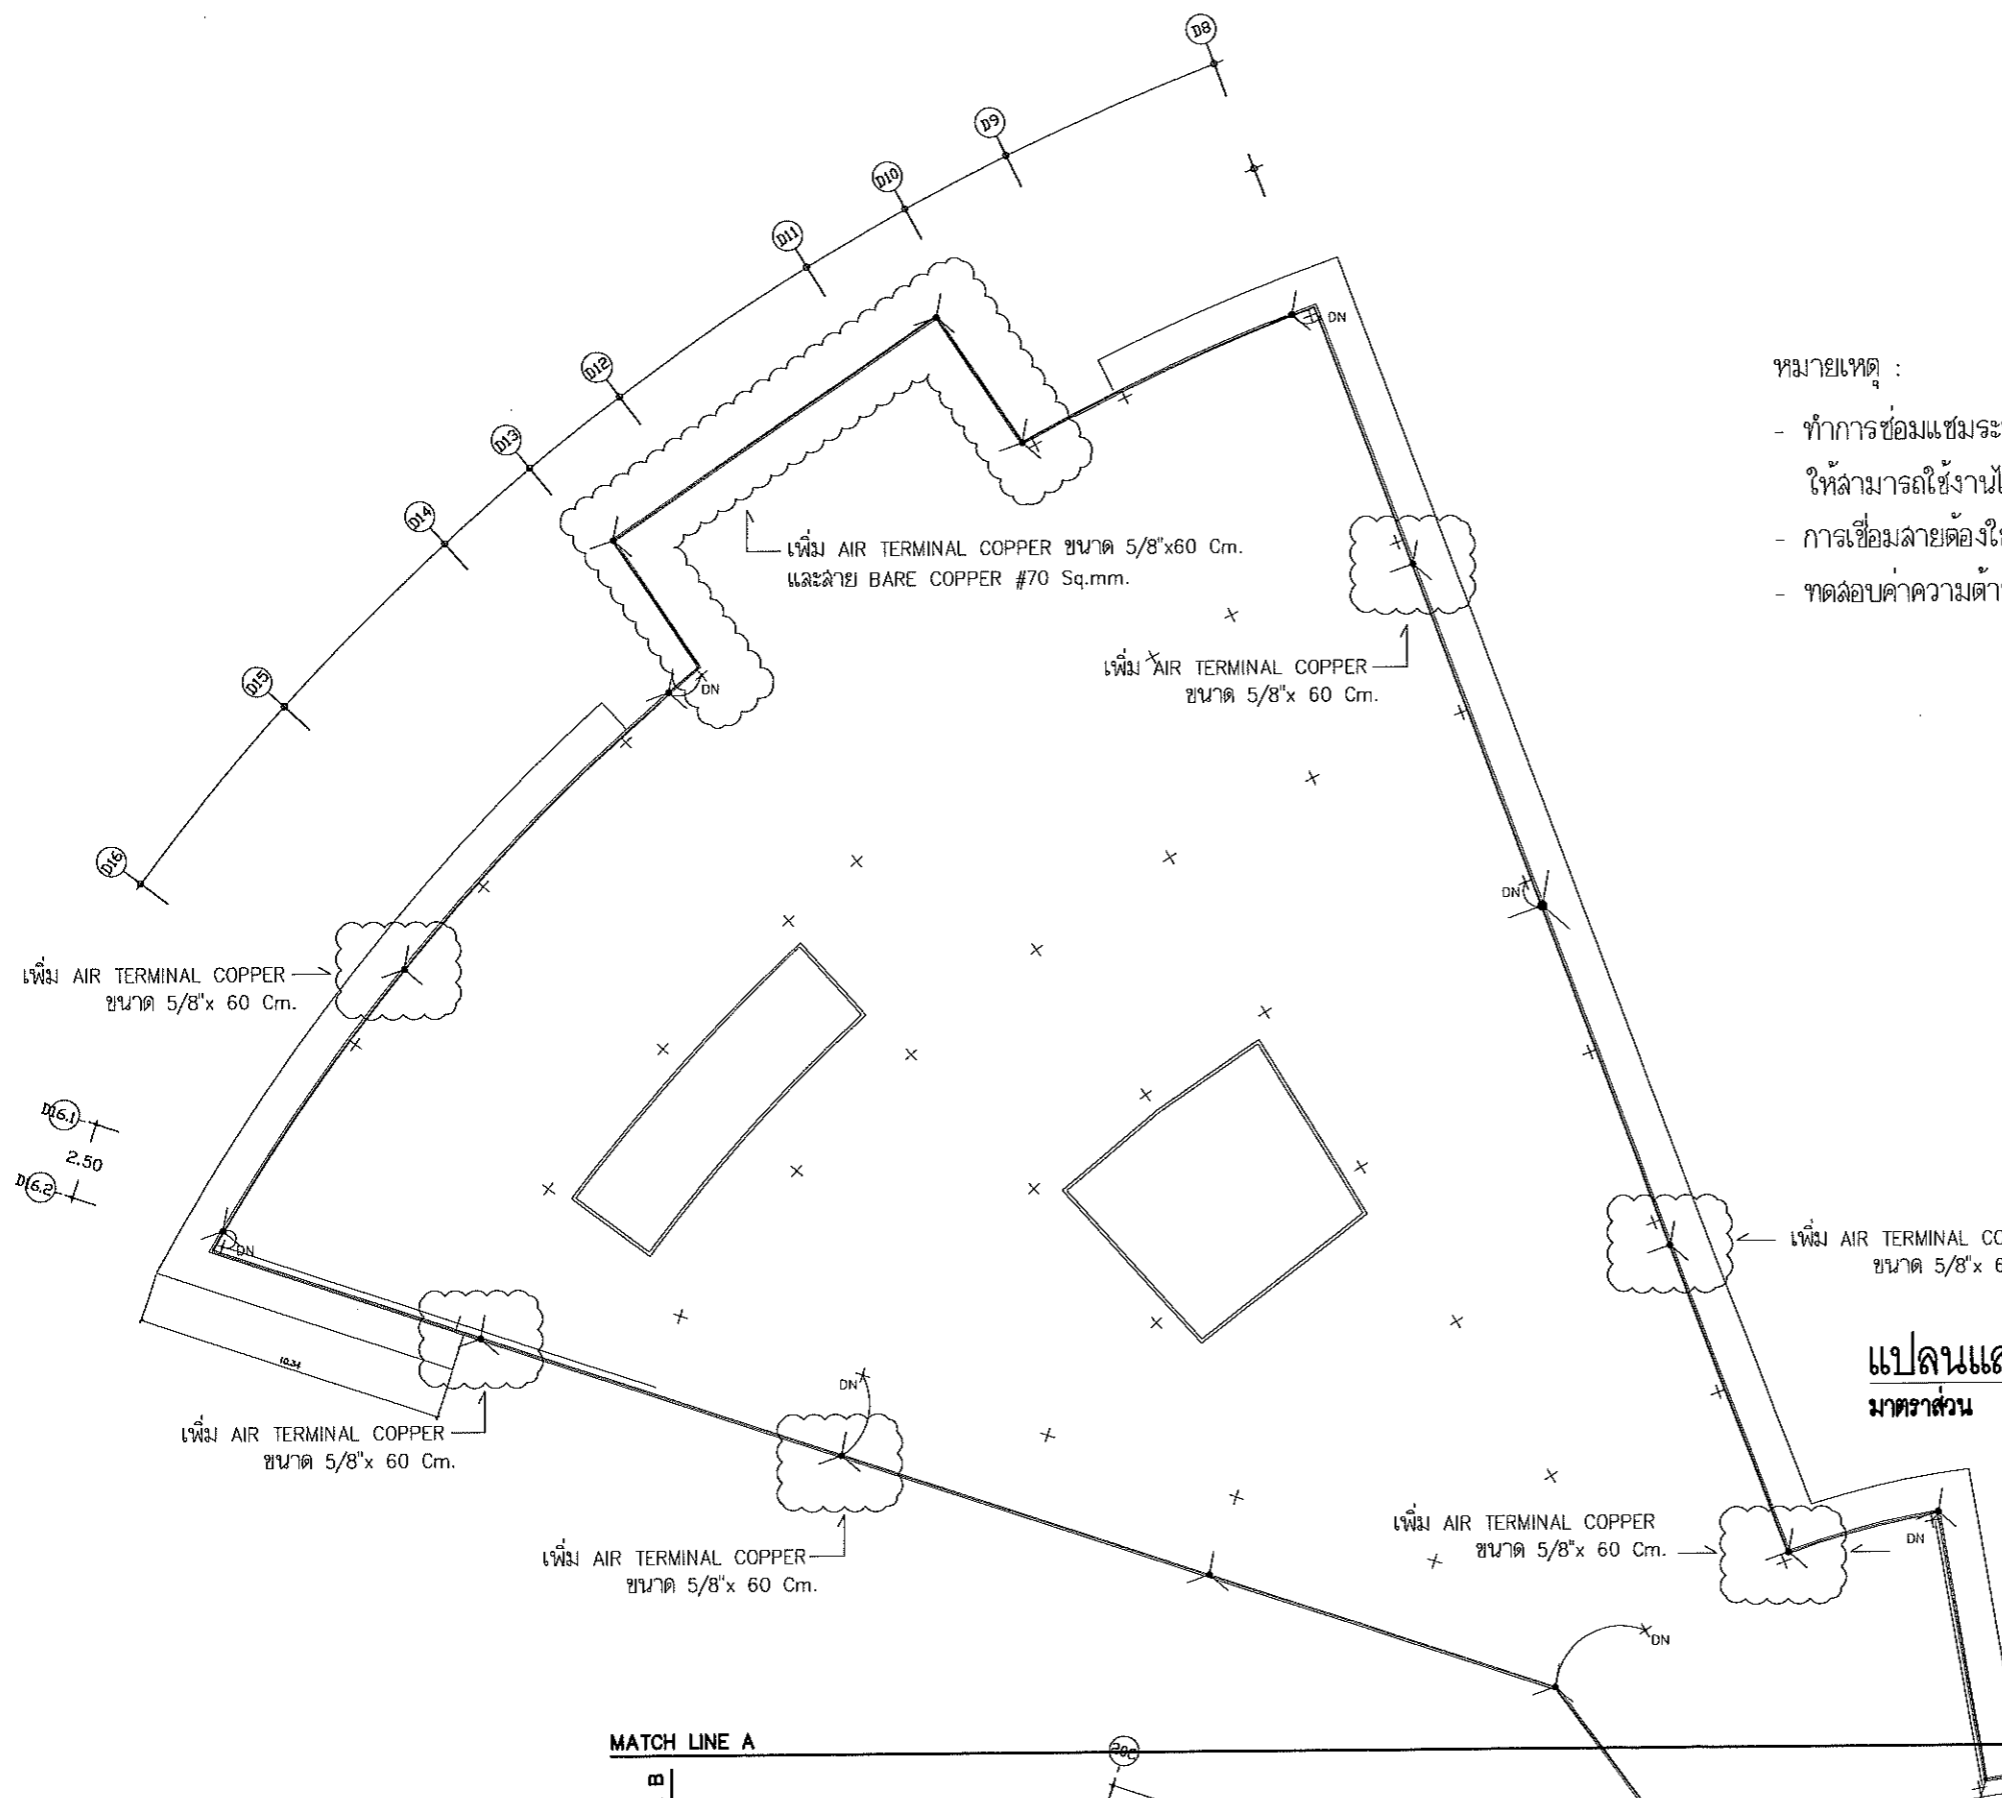 D8
D9
D10
D11
D12
D13
D14
D15
D16
DN
หมายเหตุ :
- ทำการซ่อมแซมระ
ให้สามารถใช้งานไ
- การเชื่อมสายต้องใ
- ทดสอบค่าความต้า
เพิ่ม AIR TERMINAL COPPER ขนาด 5/8"x60 Cm.
และสาย BARE COPPER #70 Sq.mm.
เพิ่ม AIR TERMINAL COPPER
ขนาด 5/8"x 60 Cm.
DN
DN
เพิ่ม AIR TERMINAL COPPER
ขนาด 5/8"x 60 Cm.
D16.1
2.50
D16.2
DN
เพิ่ม AIR TERMINAL CO
ขนาด 5/8"x 6
10.34
แปลนแส
มาตราส่วน
DN
เพิ่ม AIR TERMINAL COPPER
ขนาด 5/8"x 60 Cm.
เพิ่ม AIR TERMINAL COPPER
ขนาด 5/8"x 60 Cm.
เพิ่ม AIR TERMINAL COPPER
ขนาด 5/8"x 60 Cm.
DN
DN
MATCH LINE A
B